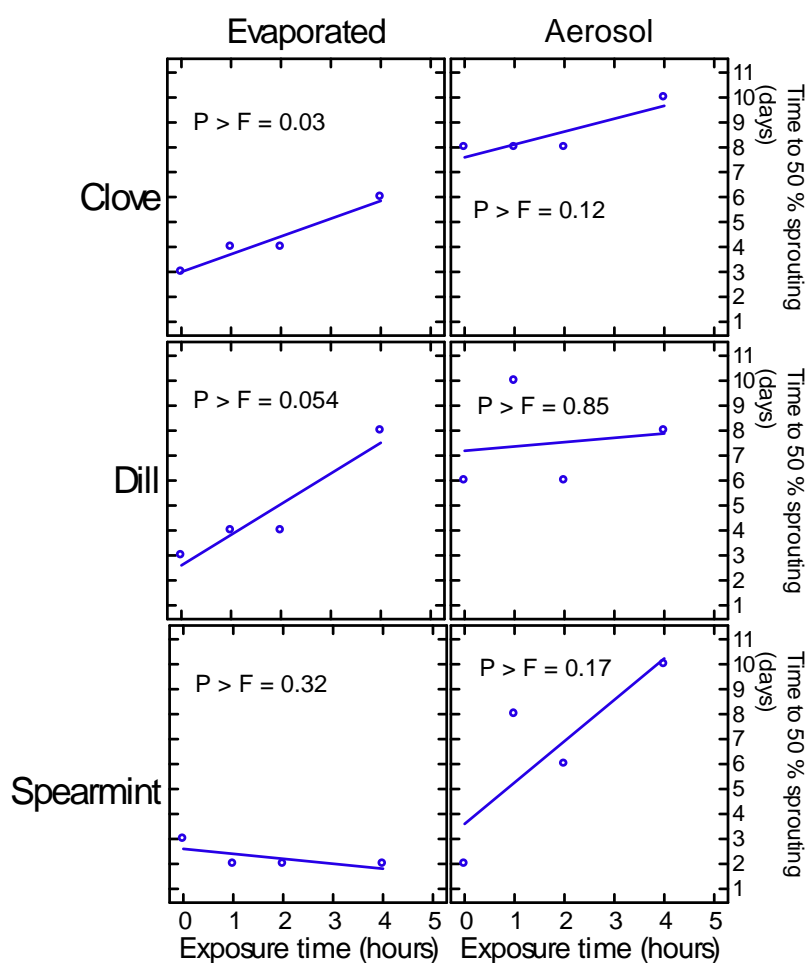 Evaporated
Aerosol
Clove
P > F = 0.03
P > F = 0.12
11
10
9
8
7
6
5
4
3
2
1
Time to 50 % sprouting
(days)
Dill
P > F = 0.054
P > F = 0.85
11
10
9
8
7
6
5
4
3
2
1
Time to 50 % sprouting
(days)
Spearmint
P > F = 0.32
P > F = 0.17
11
10
9
8
7
6
5
4
3
2
1
Time to 50 % sprouting
(days)
0 1 2 3 4 5
0 1 2 3 4 5
Exposure time (hours)
Exposure time (hours)